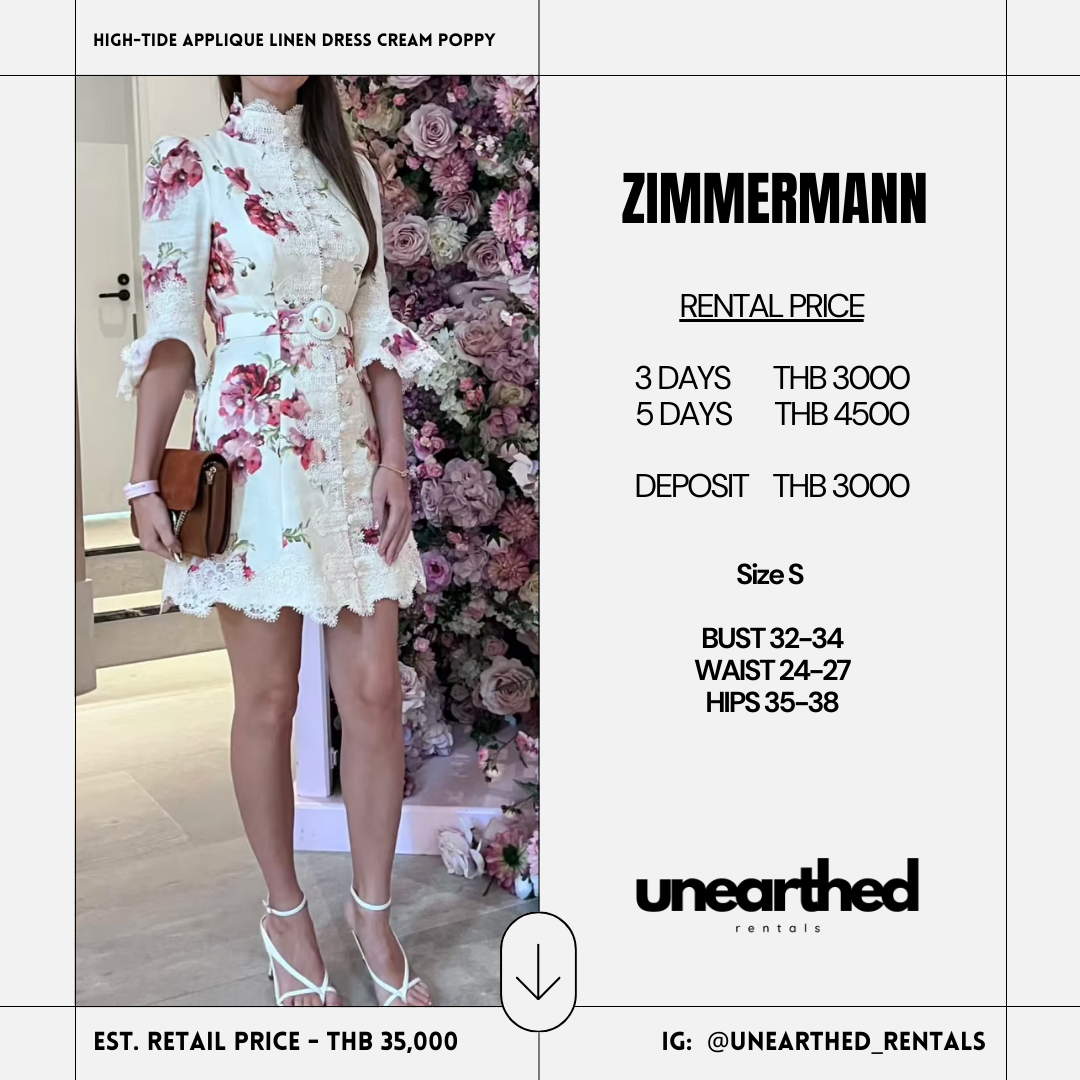 HIGH-TIDE APPLIQUE LINEN DRESS CREAM POPPY
ZIMMERMANN
RENTAL PRICE
3 DAYS THB 3000
5 DAYS THB 4500
DEPOSIT THB 3000
Size S
BUST 32-34
WAIST 24-27
HIPS 35-38
unearthed
rentals
EST. RETAIL PRICE - THB 35,000
IG: @UNEARTHED_RENTALS